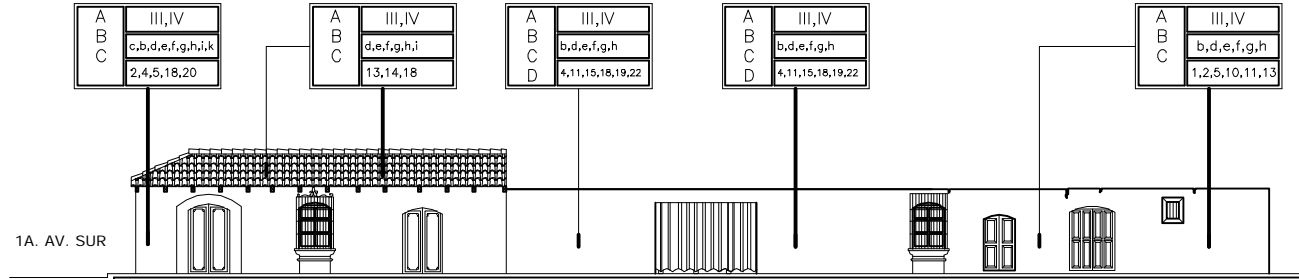 A
B
C
III,IV
c,b,d,e,f,g,h,i,k
2,4,5,18,20
A
B
C
III,IV
d,e,f,g,h,i
13,14,18
A
B
C
D
III,IV
b,d,e,f,g,h
4,11,15,18,19,22
A
B
C
D
III,IV
b,d,e,f,g,h
4,11,15,18,19,22
A
B
C
III,IV
b,d,e,f,g,h
1,2,5,10,11,13
1A. AV. SUR